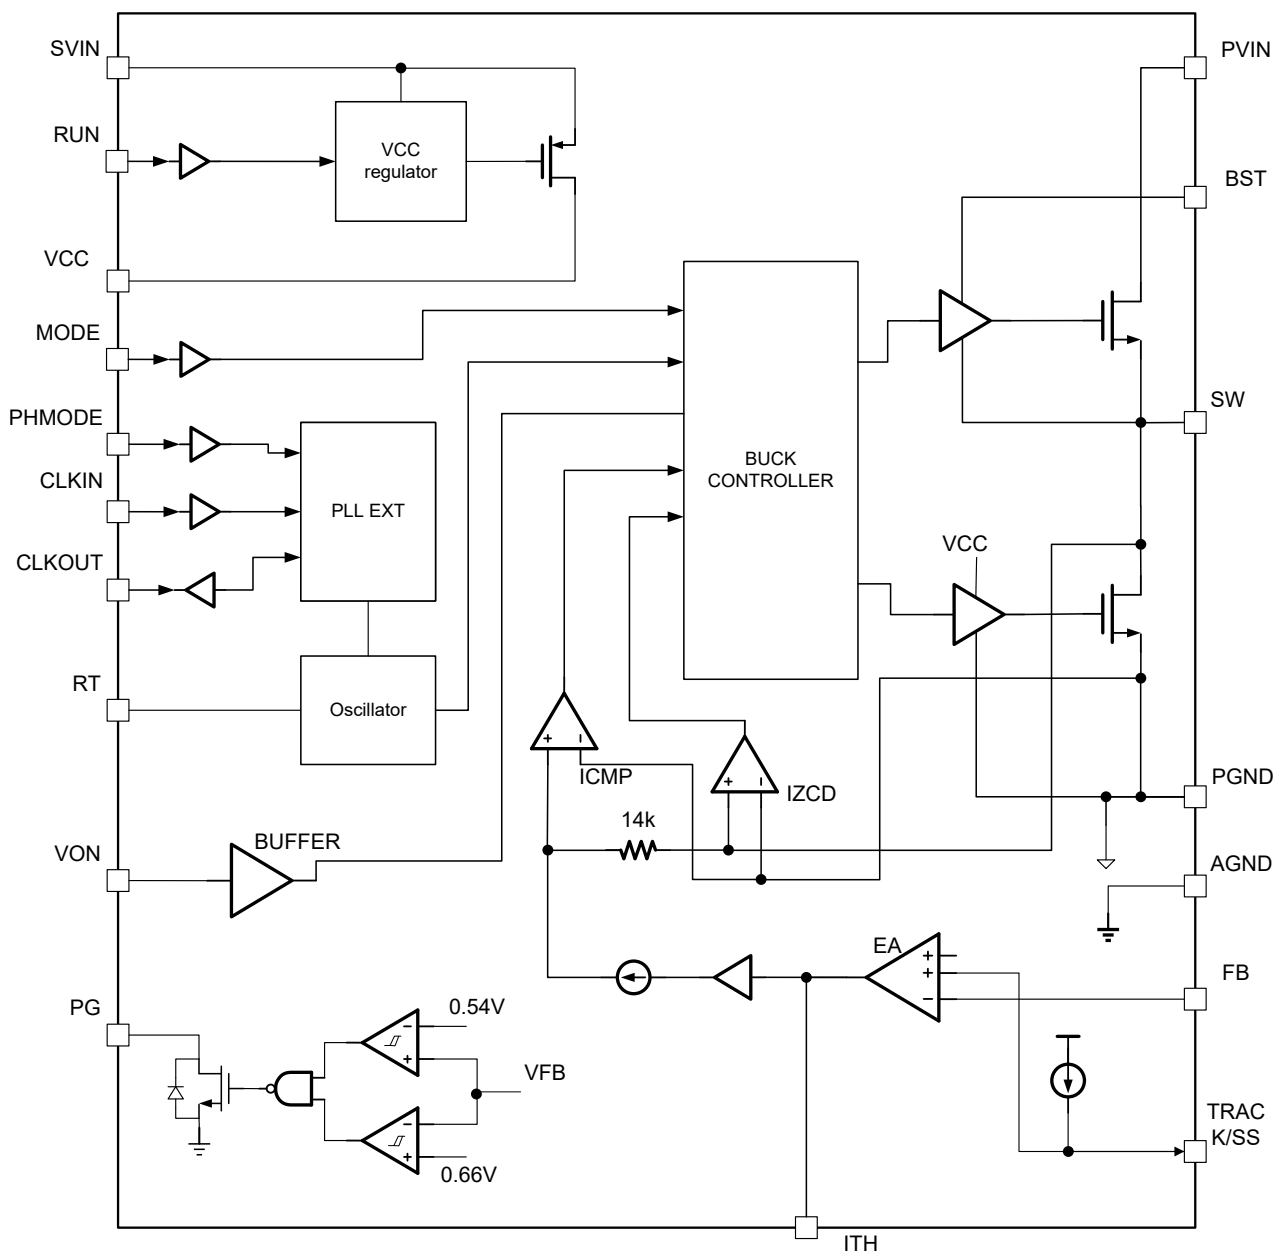 SVIN
PVIN
RUN
VCC
regulator
BST
VCC
MODE
PHMODE
SW
CLKIN
PLL EXT
BUCK
CONTROLLER
CLKOUT
VCC
RT
Oscillator
+
−
ICMP
+
−
IZCD
PGND
14k
BUFFER
VON
AGND
EA
+
+
−
FB
PG
0.54V
−
+
VFB
−
+
0.66V
TRAC
K/SS
ITH